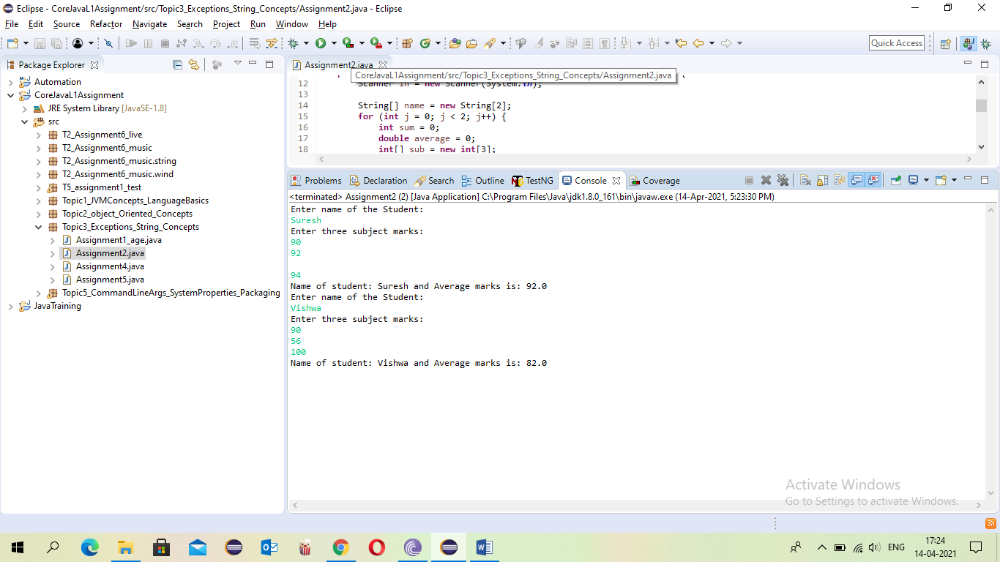 Eclipse - CoreJavaL1Assignment/src/Topic3_Exceptions_String_Concepts/Assignment2.java - Eclipse
File Edit Source Refactor Navigate Search Project Run Window Help
Quick Access
Package Explorer
Automation
CoreJavaL1Assignment
JRE System Library [JavaSE-1.8]
src
T2_Assignment6_live
T2_Assignment6_music
T2_Assignment6_music.string
T2_Assignment6_music.wind
T5_assignment1_test
Topic1_JVMConcepts_LanguageBasics
Topic2_object_Oriented_Concepts
Topic3_Exceptions_String_Concepts
Assignment1_age.java
Assignment2.java
Assignment4.java
Assignment5.java
Topic5_CommandLineArgs_SystemProperties_Packaging
JavaTraining
Assignment2.java
CoreJavaL1Assignment/src/Topic3_Exceptions_String_Concepts/Assignment2.java
12 Scanner in = new Scanner(System.in);
13
14 String[] name = new String[2];
15 for (int j = 0; j < 2; j++) {
16 int sum = 0;
17 double average = 0;
18 int[] sub = new int[3];
Problems Declaration Search Outline TestNG Console Coverage
<terminated> Assignment2 (2) [Java Application] C:\Program Files\Java\jdk1.8.0_161\bin\javaw.exe (14-Apr-2021, 5:23:30 PM)
Enter name of the Student:
Suresh
Enter three subject marks:
90
92
94
Name of student: Suresh and Average marks is: 92.0
Enter name of the Student:
Vishwa
Enter three subject marks:
90
56
100
Name of student: Vishwa and Average marks is: 82.0
Activate Windows
Go to Settings to activate Windows.
ENG
17:24
14-04-2021